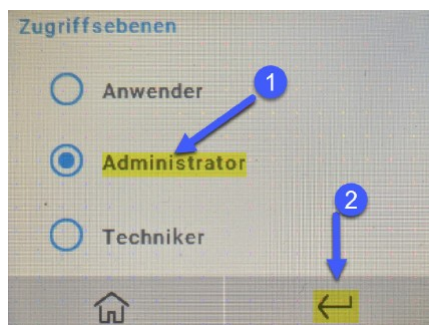 Zugriffsebenen
1
Anwender
Administrator
2
Techniker